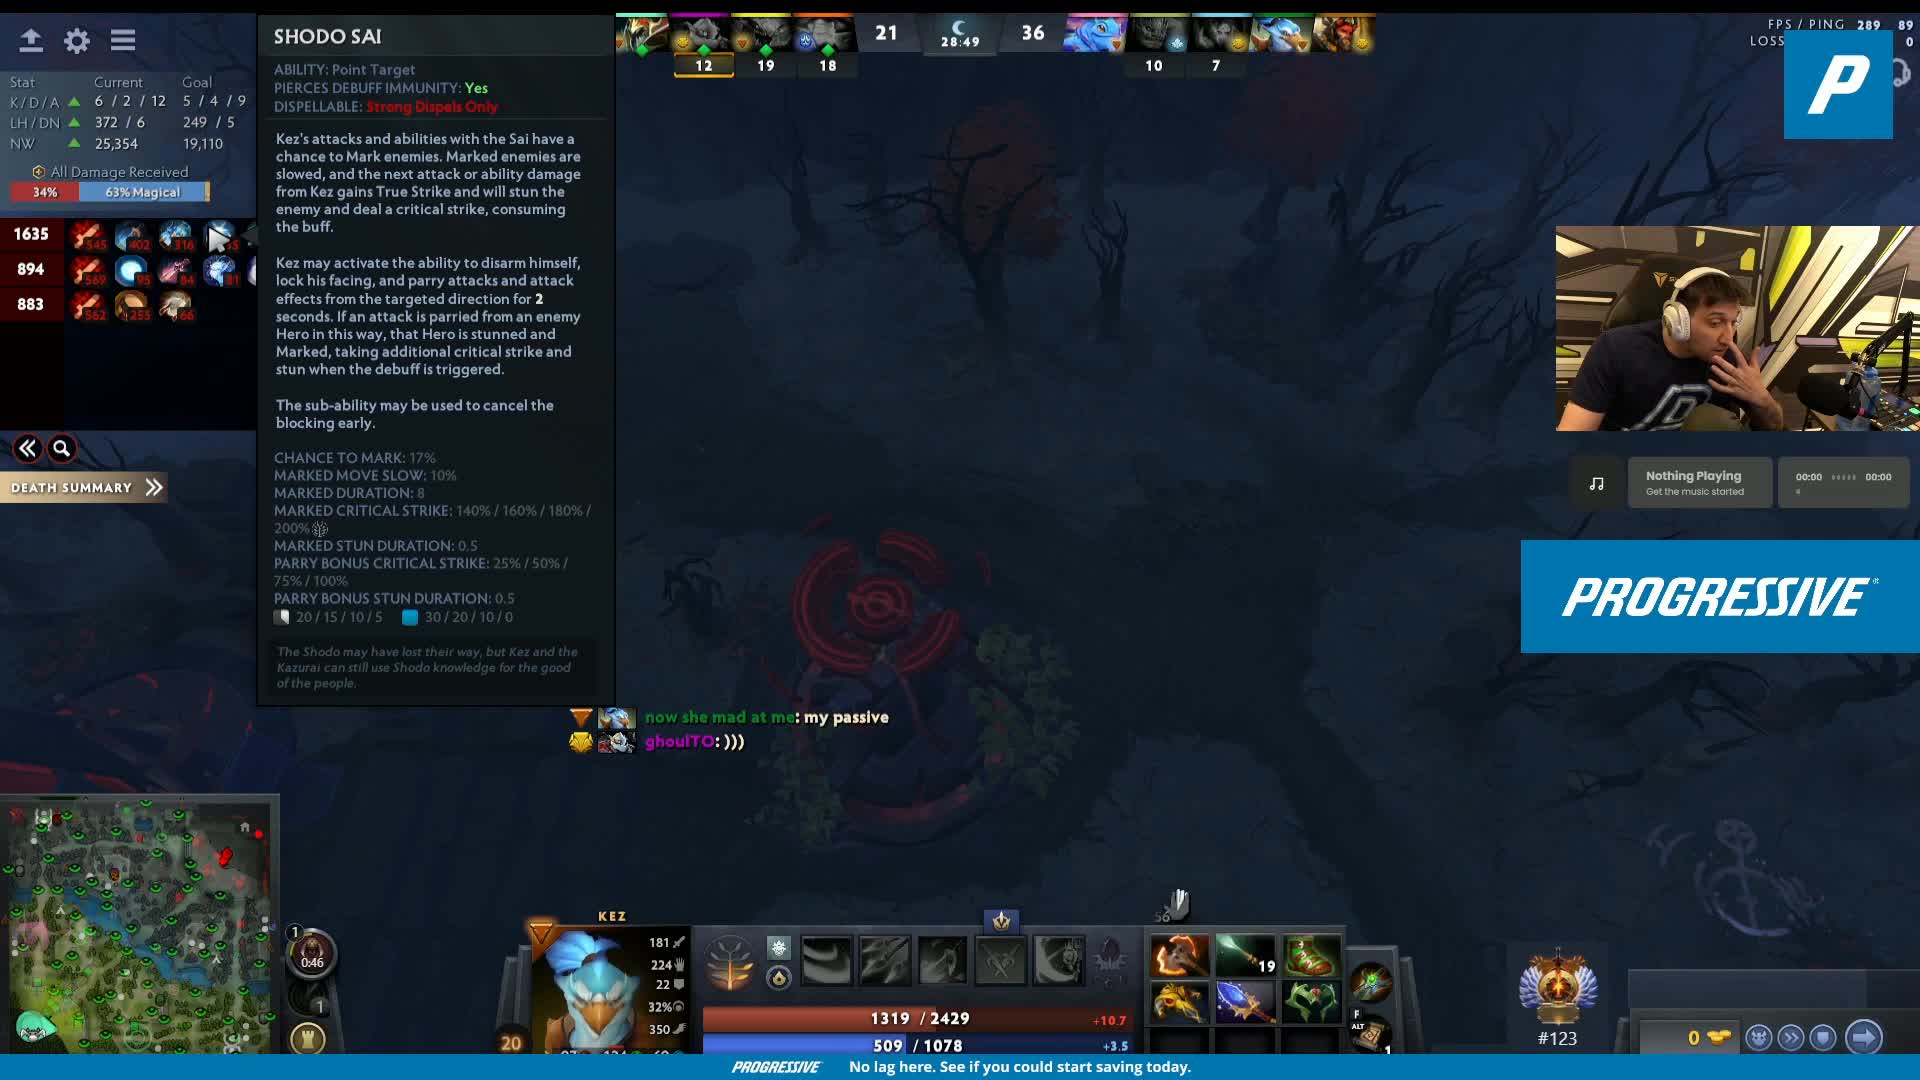 SHODO SAI
ABILITY: Point Target
PIERCES DEBUFF IMMUNITY: Yes
DISPELLABLE: Strong Dispels Only
Kez's attacks and abilities with the Sai have a
chance to Mark enemies. Marked enemies are
slowed, and the next attack or ability damage
from Kez gains True Strike and will stun the
enemy and deal a critical strike, consuming
the buff.
Kez may activate the ability to disarm himself,
lock his facing, and parry attacks and attack
effects from the targeted direction for 2
seconds. If an attack is parried from an enemy
Hero in this way, that Hero is stunned and
Marked, taking additional critical strike and
stun when the debuff is triggered.
The sub-ability may be used to cancel the
blocking early.
CHANCE TO MARK: 17%
MARKED MOVE SLOW: 10%
MARKED DURATION: 8
MARKED CRITICAL STRIKE: 140% / 160% / 180% /
200%
MARKED STUN DURATION: 0.5
PARRY BONUS CRITICAL STRIKE: 25% / 50% /
75% / 100%
PARRY BONUS STUN DURATION: 0.5
20 / 15 / 10 / 5 30 / 20 / 10 / 0
The Shodo may have lost their way, but Kez and the
Kazurai can still use Shodo knowledge for the good
of the people.
Stat Current Goal
K / D / A 6 / 2 / 12 5 / 4 / 9
LH / DN 372 / 6 249 / 5
NW 25,354 19,110
All Damage Received
34% 63% Magical
1635 545 402 316
894 569 95 84 81
883 562 255 66
DEATH SUMMARY
21 28:49 36
12 19 18 10 7
FPS / PING 289 89
LOSS 0
P
Nothing Playing
Get the music started
00:00 00:00
PROGRESSIVE
now she mad at me: my passive
ghoulTO: )))
1
0:46
1
KEZ
181
224
22
32%
350
20
1319 / 2429 +10.7
509 / 1078 +3.5
56
19
F
ALT
1
#123
0
PROGRESSIVE No lag here. See if you could start saving today.